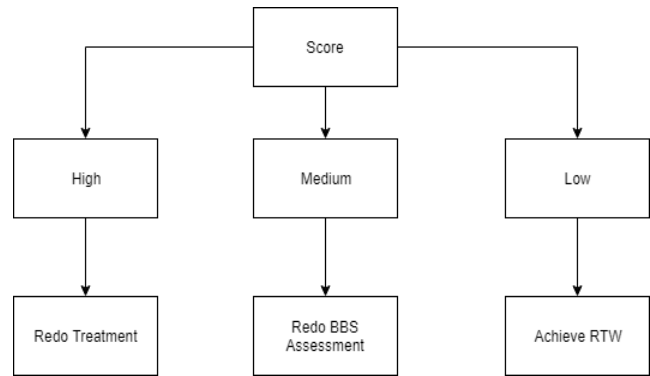 Score
High
Medium
Low
Redo Treatment
Redo BBS
Assessment
Achieve RTW